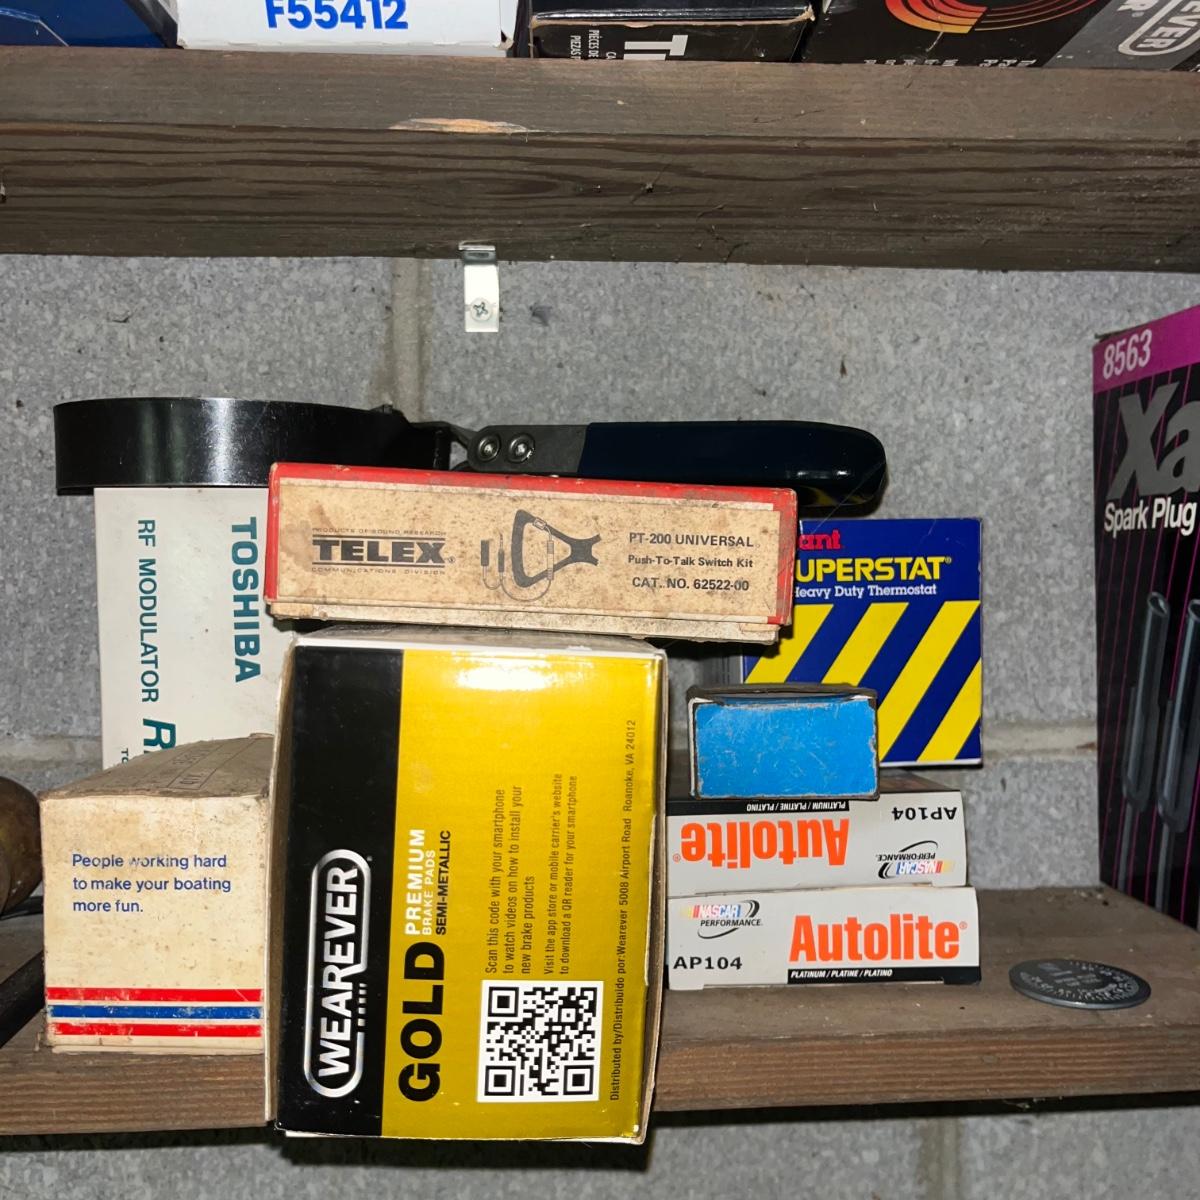 F55412
PIÈCES DE
8563
Xa
Spark Plug
PRODUCTS OF SOUND RESEARCH
TELEX®
COMMUNICATIONS DIVISION
PT-200 UNIVERSAL
Push-To-Talk Switch Kit
CAT. NO. 62522-00
TOSHIBA
RF MODULATOR
ant
UPERSTAT®
Heavy Duty Thermostat
People working hard
to make your boating
more fun.
WEAREVER
GOLD
PREMIUM
BRAKE PADS
SEMI-METALLIC
Scan this code with your smartphone
to watch videos on how to install your
new brake products
Visit the app store or mobile carrier's website
to download a QR reader for your smartphone
Distributed by/Distribuido por:Wearever 5008 Airport Road Roanoke, VA 24012
PLATINUM / PLATINE / PLATINO
Autolite®
AP104
NASCAR
PERFORMANCE.
NASCAR
PERFORMANCE.
AP104
Autolite®
PLATINUM / PLATINE / PLATINO